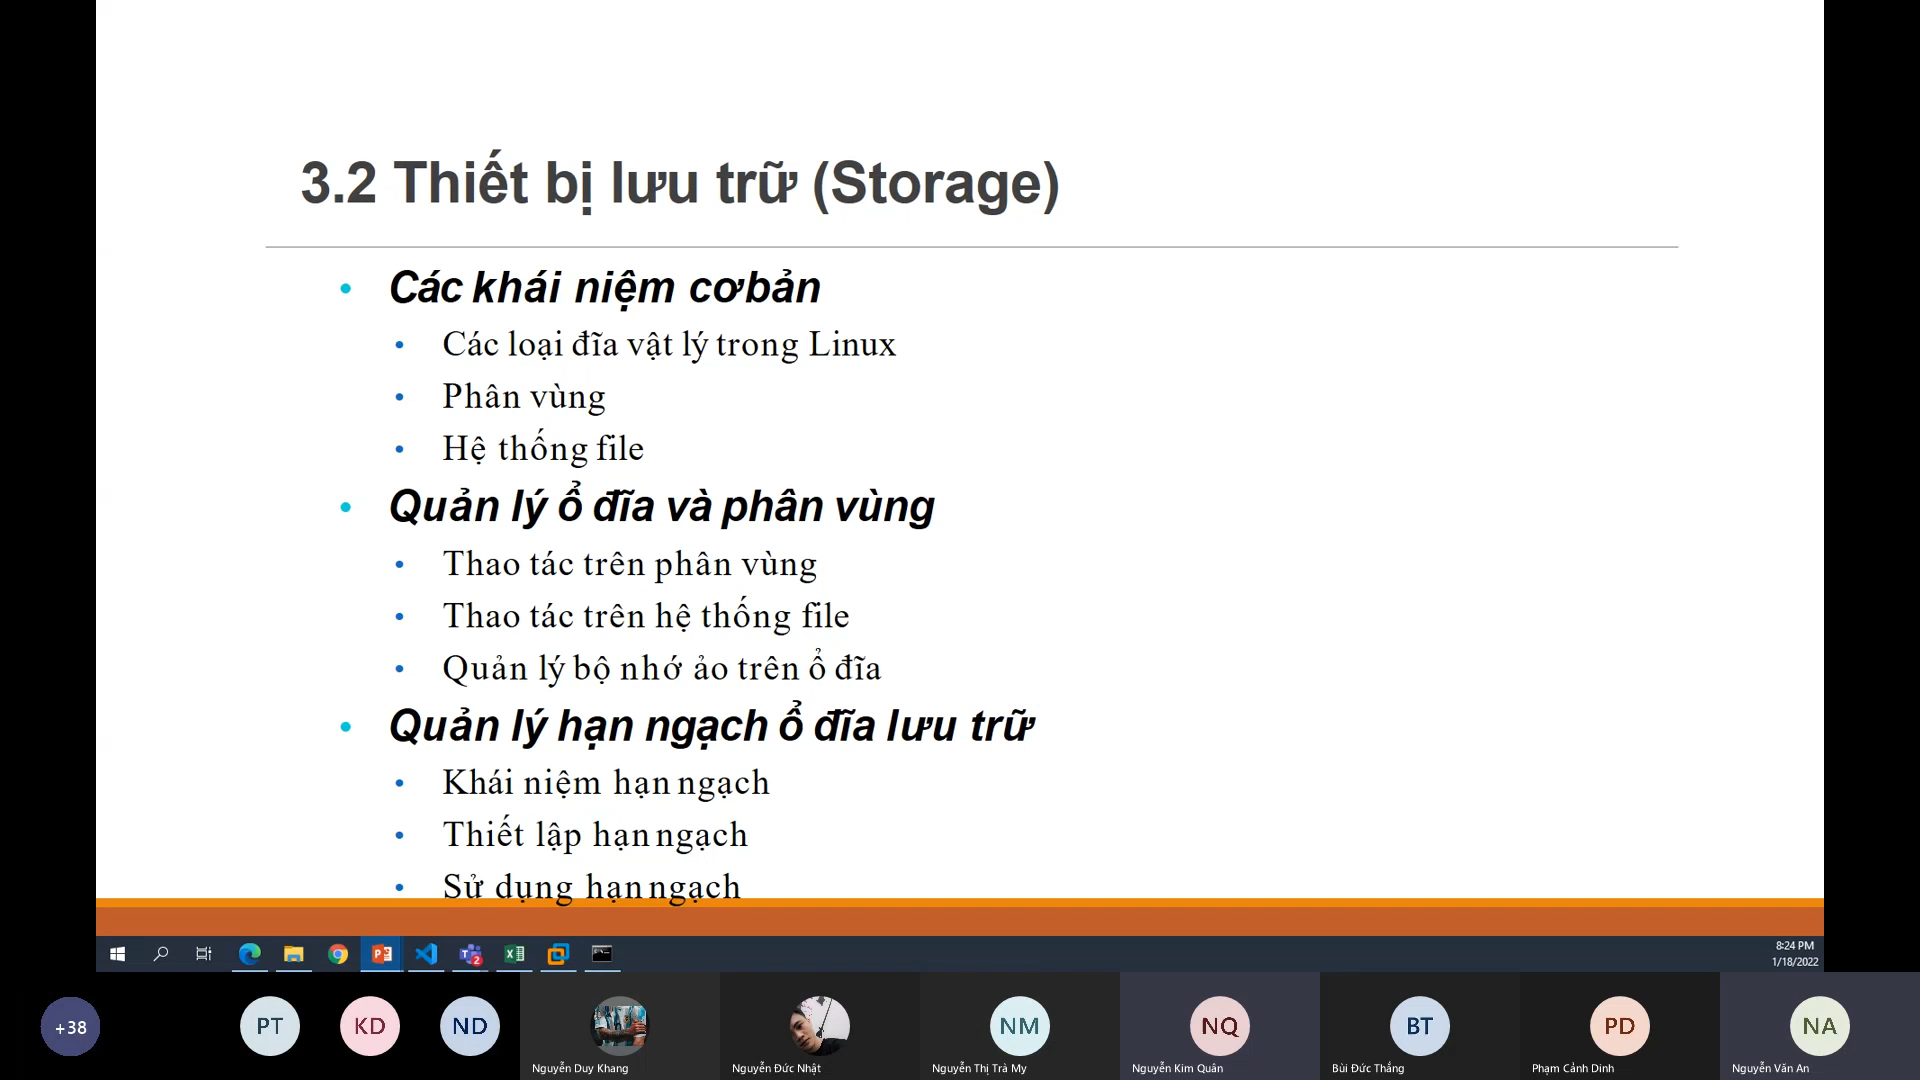 3.2 Thiết bị lưu trữ (Storage)
Các khái niệm cơ bản
Các loại đĩa vật lý trong Linux
Phân vùng
Hệ thống file
Quản lý ổ đĩa và phân vùng
Thao tác trên phân vùng
Thao tác trên hệ thống file
Quản lý bộ nhớ ảo trên ổ đĩa
Quản lý hạn ngạch ổ đĩa lưu trữ
Khái niệm hạn ngạch
Thiết lập hạn ngạch
Sử dụng hạn ngạch
8:24 PM
1/18/2022
+38
PT
KD
ND
NM
NQ
BT
PD
NA
Nguyễn Duy Khang
Nguyễn Đức Nhật
Nguyễn Thị Trà My
Nguyễn Kim Quân
Bùi Đức Thắng
Phạm Cảnh Dinh
Nguyễn Văn An